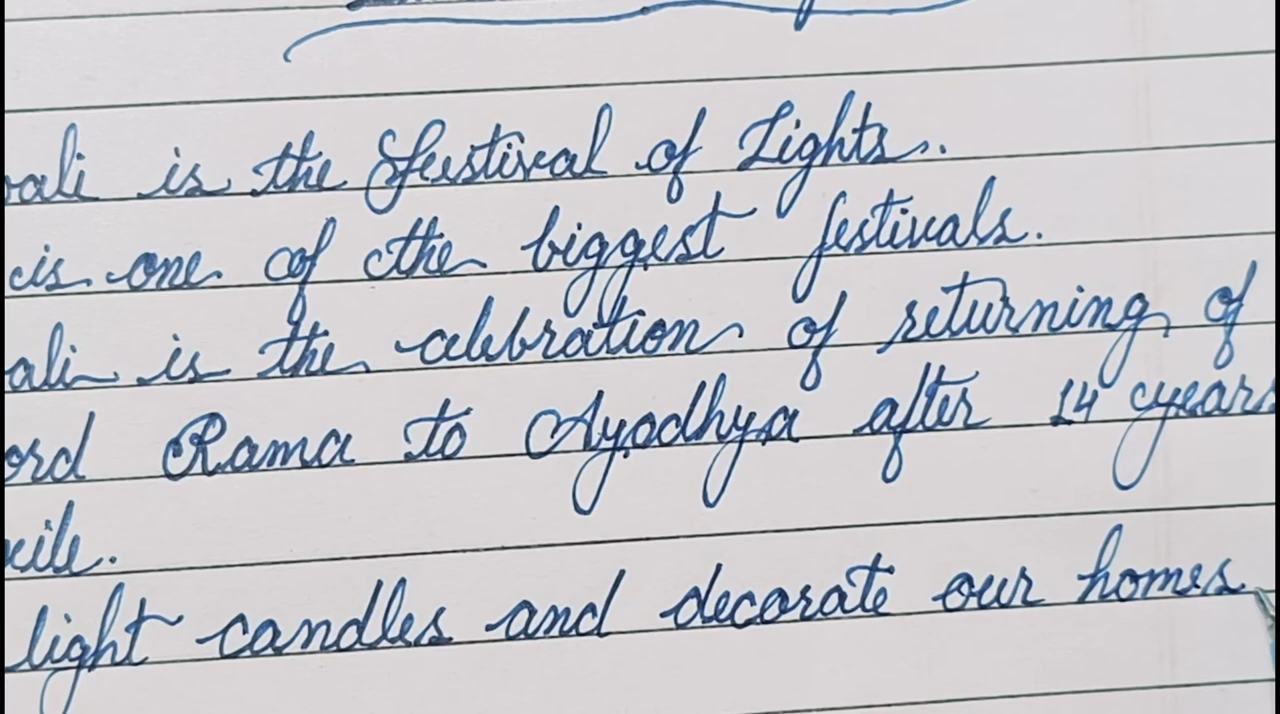 ali is the festival of Lights..
is one of the biggest festivals.
ali is the celebration of returning of
ord Rama to Ayodhya after 14 years
xile.
light candles and decorate our homes